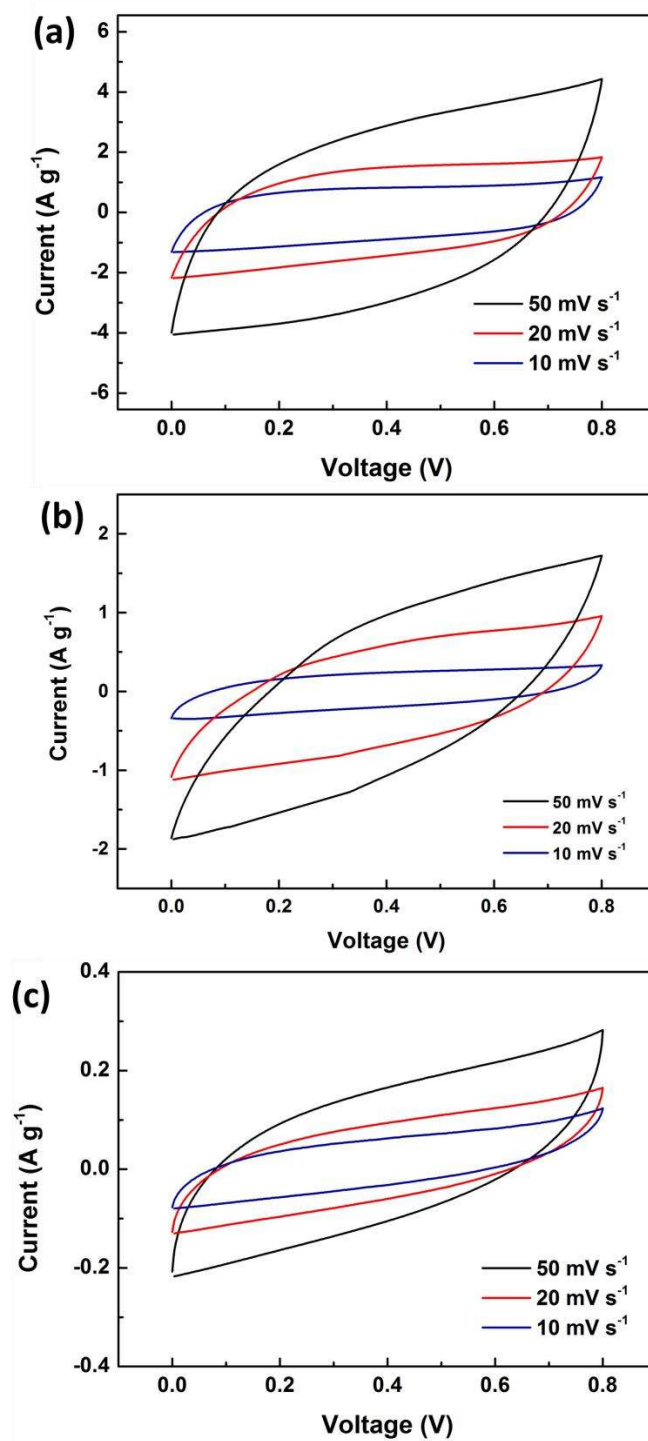 (a)
6
4
2
0
-2
-4
-6
Current (A g⁻¹)
50 mV s⁻¹
20 mV s⁻¹
10 mV s⁻¹
0.0 0.2 0.4 0.6 0.8
Voltage (V)
(b)
2
1
0
-1
-2
Current (A g⁻¹)
50 mV s⁻¹
20 mV s⁻¹
10 mV s⁻¹
0.0 0.2 0.4 0.6 0.8
Voltage (V)
(c)
0.4
0.2
0.0
-0.2
-0.4
Current (A g⁻¹)
50 mV s⁻¹
20 mV s⁻¹
10 mV s⁻¹
0.0 0.2 0.4 0.6 0.8
Voltage (V)